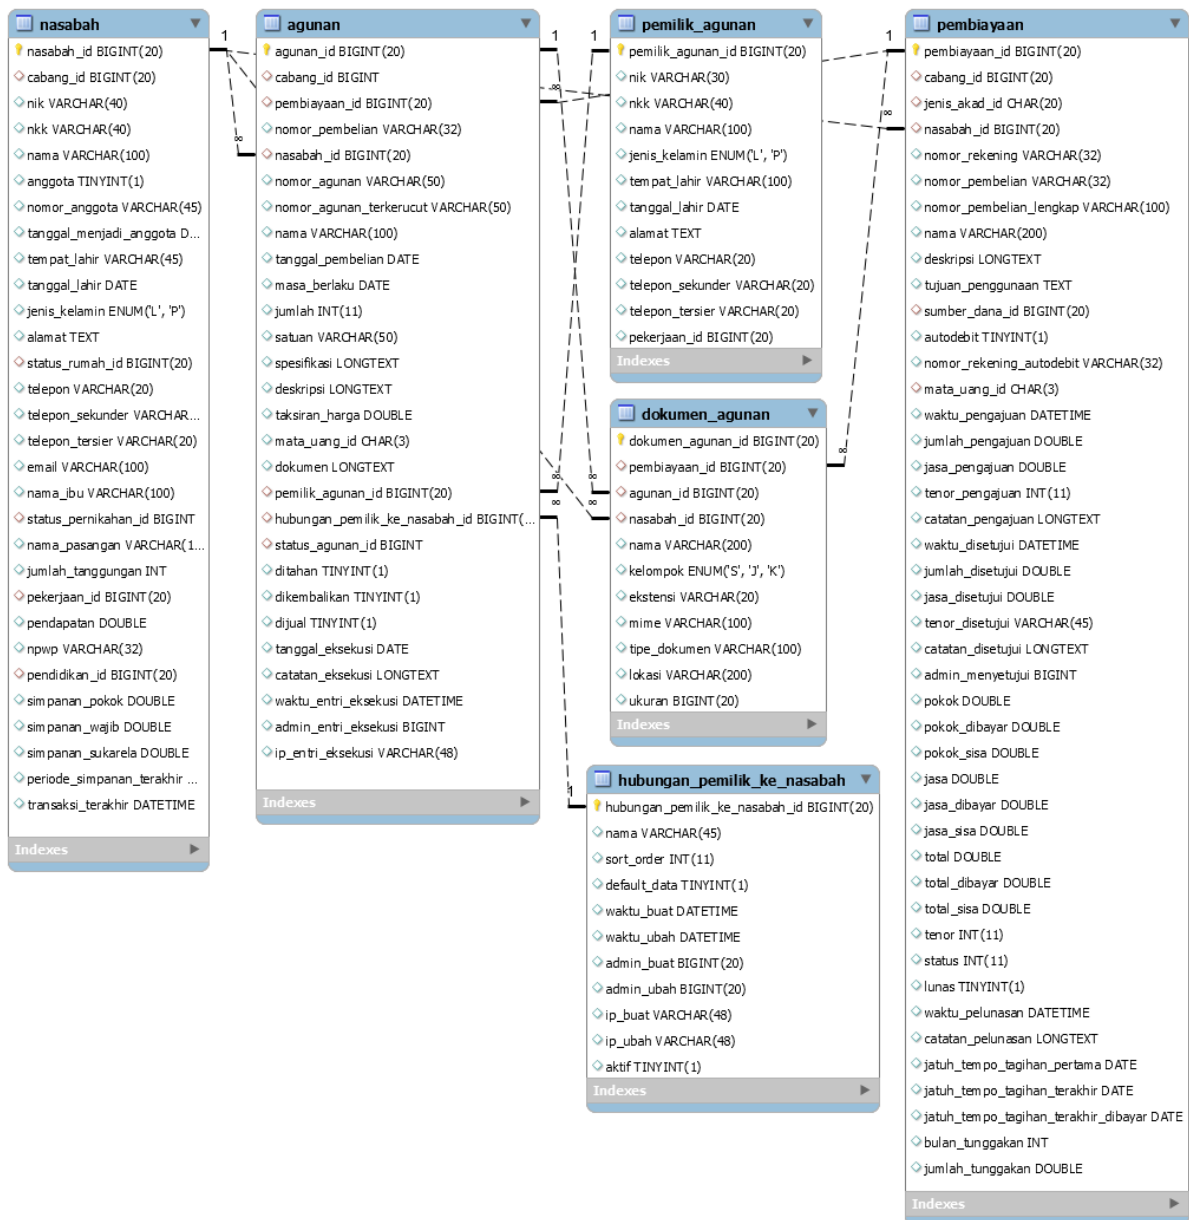 nasabah
nasabah_id BIGINT(20)
cabang_id BIGINT(20)
nik VARCHAR(40)
nkk VARCHAR(40)
nama VARCHAR(100)
anggota TINYINT(1)
nomor_anggota VARCHAR(45)
tanggal_menjadi_anggota D...
tempat_lahir VARCHAR(45)
tanggal_lahir DATE
jenis_kelamin ENUM('L', 'P')
alamat TEXT
status_rumah_id BIGINT(20)
telepon VARCHAR(20)
telepon_sekunder VARCHAR...
telepon_tersier VARCHAR(20)
email VARCHAR(100)
nama_ibu VARCHAR(100)
status_pernikahan_id BIGINT
nama_pasangan VARCHAR(1...
jumlah_tanggungan INT
pekerjaan_id BIGINT(20)
pendapatan DOUBLE
npwp VARCHAR(32)
pendidikan_id BIGINT(20)
simpanan_pokok DOUBLE
simpanan_wajib DOUBLE
simpanan_sukarela DOUBLE
periode_simpanan_terakhir ...
transaksi_terakhir DATETIME
Indexes
1
∞
agunan
agunan_id BIGINT(20)
cabang_id BIGINT
pembiayaan_id BIGINT(20)
nomor_pembelian VARCHAR(32)
nasabah_id BIGINT(20)
nomor_agunan VARCHAR(50)
nomor_agunan_terkerucut VARCHAR(50)
nama VARCHAR(100)
tanggal_pembelian DATE
masa_berlaku DATE
jumlah INT(11)
satuan VARCHAR(50)
spesifikasi LONGTEXT
deskripsi LONGTEXT
taksiran_harga DOUBLE
mata_uang_id CHAR(3)
dokumen LONGTEXT
pemilik_agunan_id BIGINT(20)
hubungan_pemilik_ke_nasabah_id BIGINT(...
status_agunan_id BIGINT
ditahan TINYINT(1)
dikembalikan TINYINT(1)
dijual TINYINT(1)
tanggal_eksekusi DATE
catatan_eksekusi LONGTEXT
waktu_entri_eksekusi DATETIME
admin_entri_eksekusi BIGINT
ip_entri_eksekusi VARCHAR(48)
Indexes
1
1
∞
∞
∞
∞
∞
1
pemilik_agunan
pemilik_agunan_id BIGINT(20)
nik VARCHAR(30)
nkk VARCHAR(40)
nama VARCHAR(100)
jenis_kelamin ENUM('L', 'P')
tempat_lahir VARCHAR(100)
tanggal_lahir DATE
alamat TEXT
telepon VARCHAR(20)
telepon_sekunder VARCHAR(20)
telepon_tersier VARCHAR(20)
pekerjaan_id BIGINT(20)
Indexes
dokumen_agunan
dokumen_agunan_id BIGINT(20)
pembiayaan_id BIGINT(20)
agunan_id BIGINT(20)
nasabah_id BIGINT(20)
nama VARCHAR(200)
kelompok ENUM('S', 'J', 'K')
ekstensi VARCHAR(20)
mime VARCHAR(100)
tipe_dokumen VARCHAR(100)
lokasi VARCHAR(200)
ukuran BIGINT(20)
Indexes
hubungan_pemilik_ke_nasabah
hubungan_pemilik_ke_nasabah_id BIGINT(20)
nama VARCHAR(45)
sort_order INT(11)
default_data TINYINT(1)
waktu_buat DATETIME
waktu_ubah DATETIME
admin_buat BIGINT(20)
admin_ubah BIGINT(20)
ip_buat VARCHAR(48)
ip_ubah VARCHAR(48)
aktif TINYINT(1)
Indexes
1
∞
∞
pembiayaan
pembiayaan_id BIGINT(20)
cabang_id BIGINT(20)
jenis_akad_id CHAR(20)
nasabah_id BIGINT(20)
nomor_rekening VARCHAR(32)
nomor_pembelian VARCHAR(32)
nomor_pembelian_lengkap VARCHAR(100)
nama VARCHAR(200)
deskripsi LONGTEXT
tujuan_penggunaan TEXT
sumber_dana_id BIGINT(20)
autodebit TINYINT(1)
nomor_rekening_autodebit VARCHAR(32)
mata_uang_id CHAR(3)
waktu_pengajuan DATETIME
jumlah_pengajuan DOUBLE
jasa_pengajuan DOUBLE
tenor_pengajuan INT(11)
catatan_pengajuan LONGTEXT
waktu_disetujui DATETIME
jumlah_disetujui DOUBLE
jasa_disetujui DOUBLE
tenor_disetujui VARCHAR(45)
catatan_disetujui LONGTEXT
admin_menyetujui BIGINT
pokok DOUBLE
pokok_dibayar DOUBLE
pokok_sisa DOUBLE
jasa DOUBLE
jasa_dibayar DOUBLE
jasa_sisa DOUBLE
total DOUBLE
total_dibayar DOUBLE
total_sisa DOUBLE
tenor INT(11)
status INT(11)
lunas TINYINT(1)
waktu_pelunasan DATETIME
catatan_pelunasan LONGTEXT
jatuh_tempo_tagihan_pertama DATE
jatuh_tempo_tagihan_terakhir DATE
jatuh_tempo_tagihan_terakhir_dibayar DATE
bulan_tunggakan INT
jumlah_tunggakan DOUBLE
Indexes